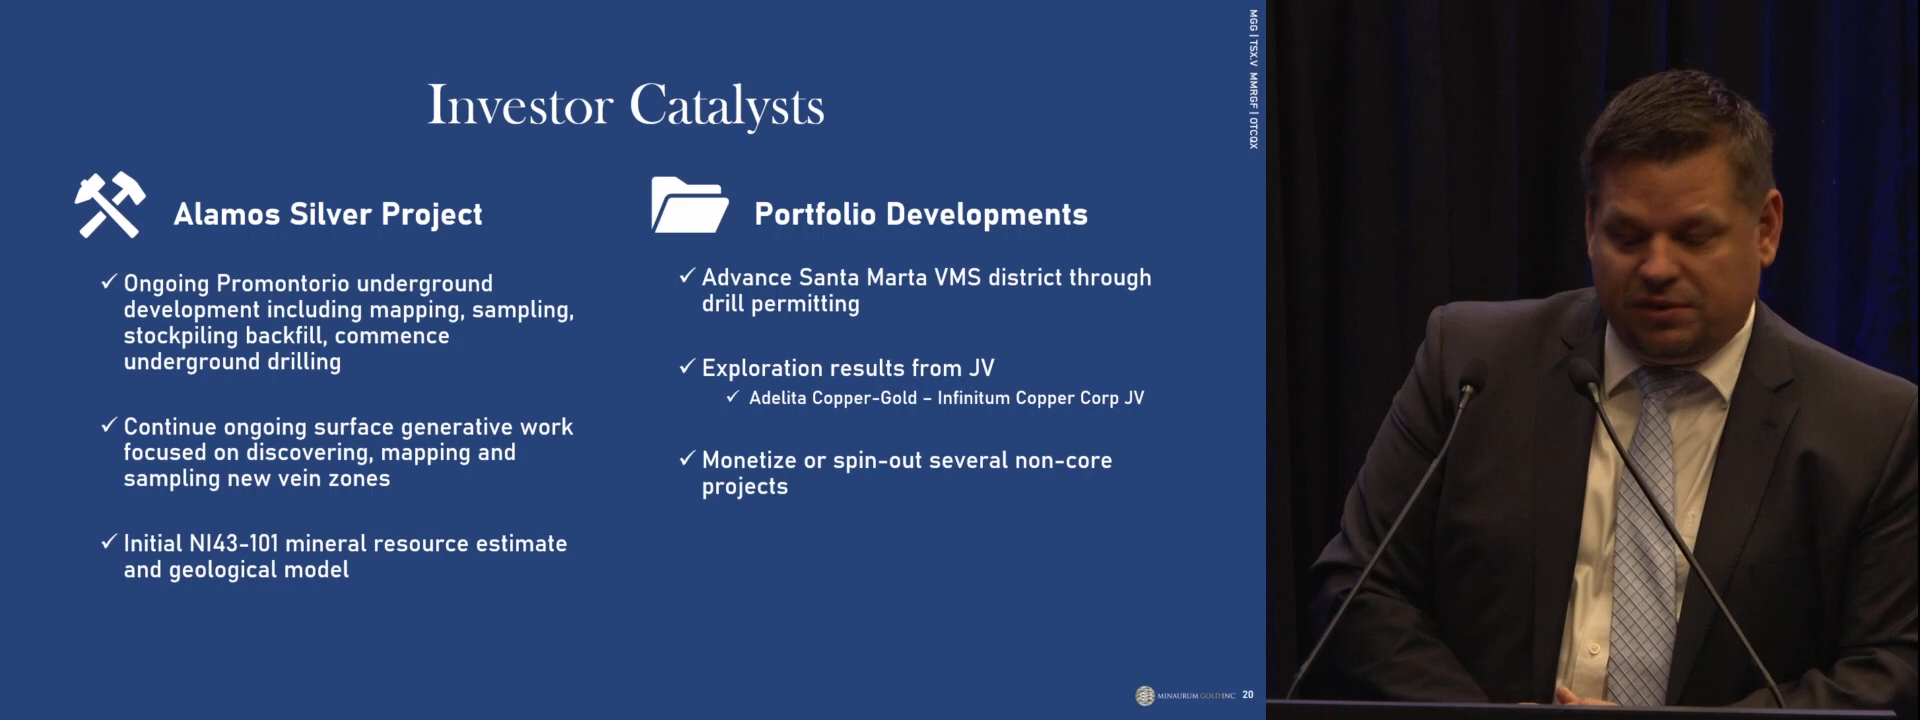 Investor Catalysts
Alamos Silver Project
✓ Ongoing Promontorio underground
development including mapping, sampling,
stockpiling backfill, commence
underground drilling
✓ Continue ongoing surface generative work
focused on discovering, mapping and
sampling new vein zones
✓ Initial NI43-101 mineral resource estimate
and geological model
Portfolio Developments
✓ Advance Santa Marta VMS district through
drill permitting
✓ Exploration results from JV
✓ Adelita Copper-Gold – Infinitum Copper Corp JV
✓ Monetize or spin-out several non-core
projects
MGG | TSX.V MMRGF | OTCQX
MINAURUM GOLD INC 20